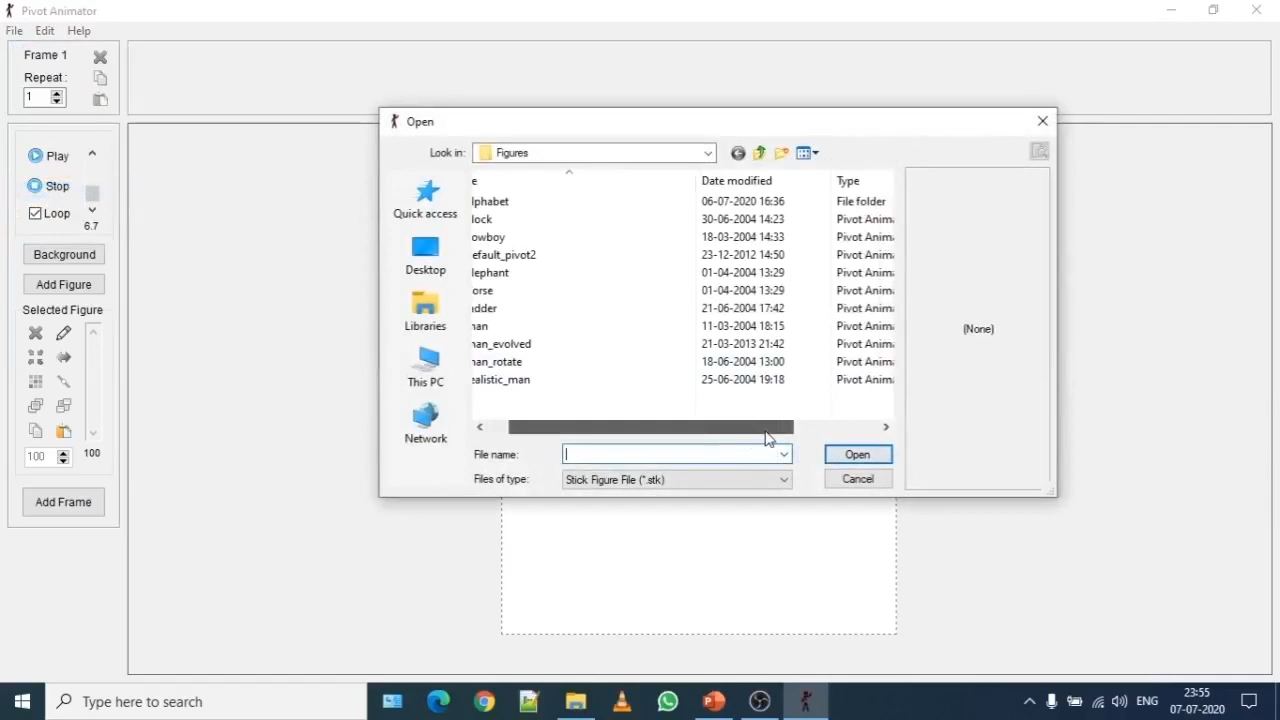 Pivot Animator
File Edit Help
Frame 1
Repeat :
1
Play
Stop
Loop
6.7
Background
Add Figure
Selected Figure
100
100
Add Frame
Open
Look in:
Figures
Quick access
Desktop
Libraries
This PC
Network
e Date modified Type
lphabet 06-07-2020 16:36 File folder
lock 30-06-2004 14:23 Pivot Anim
owboy 18-03-2004 14:33 Pivot Anim
efault_pivot2 23-12-2012 14:50 Pivot Anim
lephant 01-04-2004 13:29 Pivot Anim
orse 01-04-2004 13:29 Pivot Anim
adder 21-06-2004 17:42 Pivot Anim
nan 11-03-2004 18:15 Pivot Anim
nan_evolved 21-03-2013 21:42 Pivot Anim
nan_rotate 18-06-2004 13:00 Pivot Anim
ealistic_man 25-06-2004 19:18 Pivot Anim
(None)
File name: Open
Files of type: Stick Figure File (*.stk) Cancel
Type here to search
ENG
23:55
07-07-2020